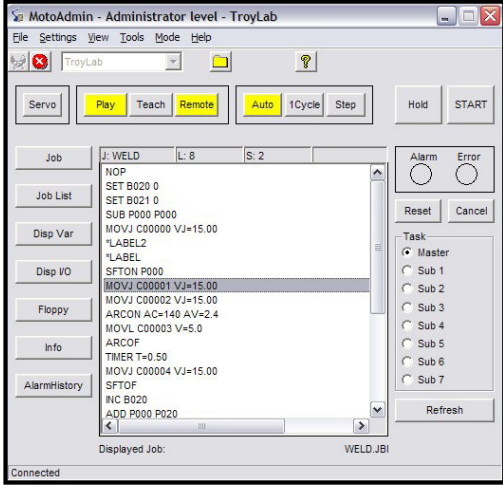 MotoAdmin - Administrator level - TroyLab
File Settings View Tools Mode Help
TroyLab
Servo Play Teach Remote Auto 1Cycle Step Hold START
Job
Job List
Disp Var
Disp I/O
Floppy
Info
AlarmHistory
J: WELD L: 8 S: 2
NOP
SET B020 0
SET B021 0
SUB P000 P000
MOVJ C00000 VJ=15.00
*LABEL2
*LABEL
SFTON P000
MOVJ C00001 VJ=15.00
MOVJ C00002 VJ=15.00
ARCON AC=140 AV=2.4
MOVL C00003 V=5.0
ARCOF
TIMER T=0.50
MOVJ C00004 VJ=15.00
SFTOF
INC B020
ADD P000 P020
Displayed Job: WELD.JBI
Alarm Error
Reset Cancel
Task
Master
Sub 1
Sub 2
Sub 3
Sub 4
Sub 5
Sub 6
Sub 7
Refresh
Connected